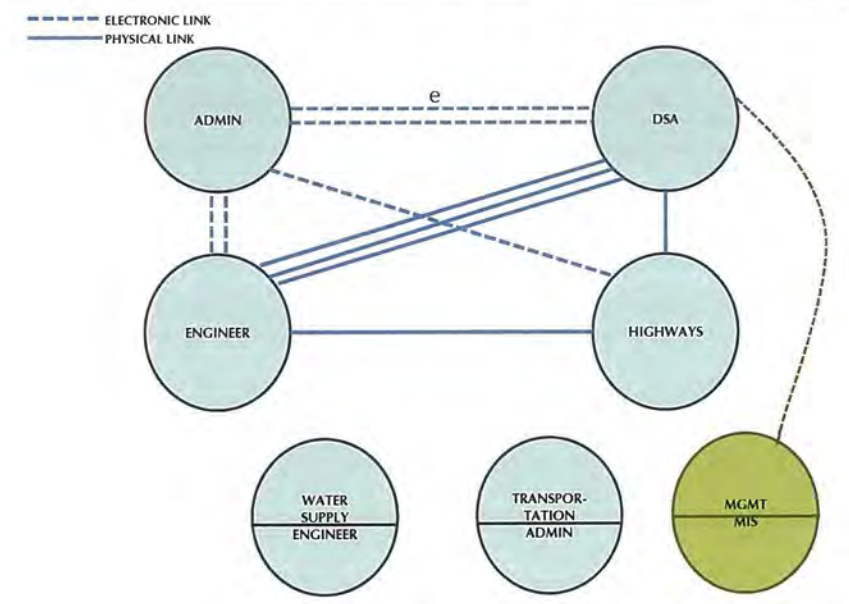 ELECTRONIC LINK
PHYSICAL LINK
e
ADMIN
DSA
ENGINEER
HIGHWAYS
WATER
SUPPLY
ENGINEER
TRANSPOR-
TATION
ADMIN
MGMT
MIS